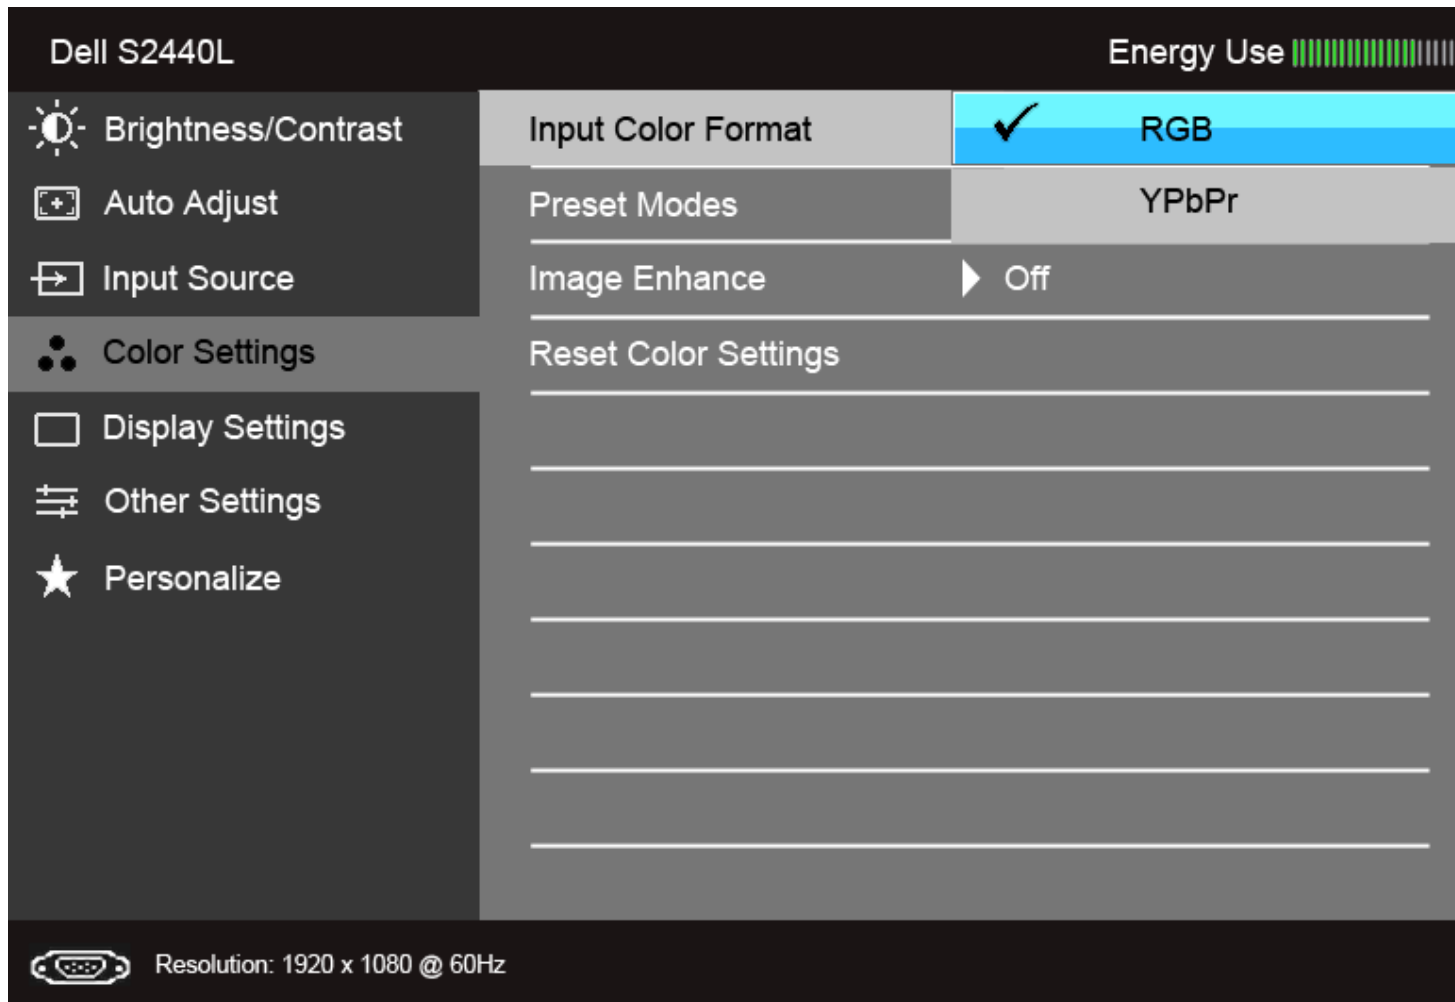 Dell S2440L Energy Use
Brightness/Contrast Input Color Format RGB
Auto Adjust Preset Modes YPbPr
Input Source Image Enhance Off
Color Settings Reset Color Settings
Display Settings
Other Settings
Personalize
Resolution: 1920 x 1080 @ 60Hz